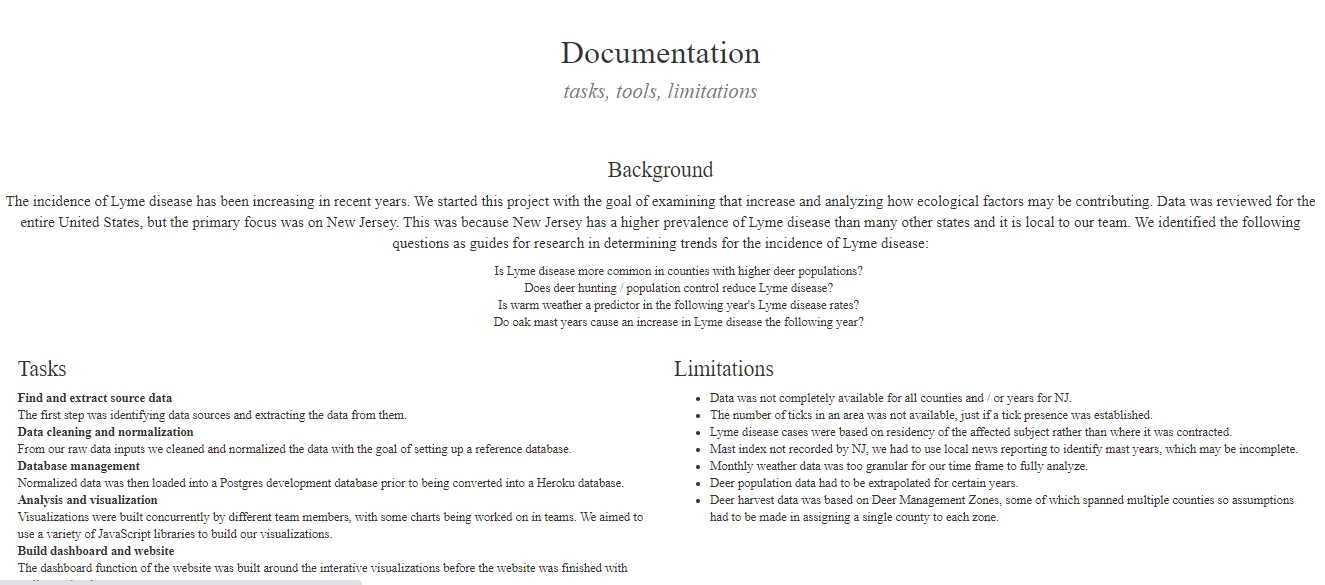 Documentation
tasks, tools, limitations
Background
The incidence of Lyme disease has been increasing in recent years. We started this project with the goal of examining that increase and analyzing how ecological factors may be contributing. Data was reviewed for the
entire United States, but the primary focus was on New Jersey. This was because New Jersey has a higher prevalence of Lyme disease than many other states and it is local to our team. We identified the following
questions as guides for research in determining trends for the incidence of Lyme disease:
Is Lyme disease more common in counties with higher deer populations?
Does deer hunting / population control reduce Lyme disease?
Is warm weather a predictor in the following year's Lyme disease rates?
Do oak mast years cause an increase in Lyme disease the following year?
Tasks
Find and extract source data
The first step was identifying data sources and extracting the data from them.
Data cleaning and normalization
From our raw data inputs we cleaned and normalized the data with the goal of setting up a reference database.
Database management
Normalized data was then loaded into a Postgres development database prior to being converted into a Heroku database.
Analysis and visualization
Visualizations were built concurrently by different team members, with some charts being worked on in teams. We aimed to
use a variety of JavaScript libraries to build our visualizations.
Build dashboard and website
The dashboard function of the website was built around the interative visualizations before the website was finished with
Limitations
• Data was not completely available for all counties and / or years for NJ.
• The number of ticks in an area was not available, just if a tick presence was established.
• Lyme disease cases were based on residency of the affected subject rather than where it was contracted.
• Mast index not recorded by NJ, we had to use local news reporting to identify mast years, which may be incomplete.
• Monthly weather data was too granular for our time frame to fully analyze.
• Deer population data had to be extrapolated for certain years.
• Deer harvest data was based on Deer Management Zones, some of which spanned multiple counties so assumptions
had to be made in assigning a single county to each zone.